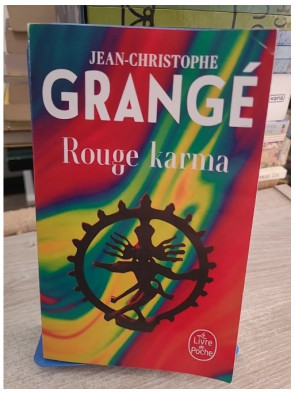 JEAN-CHRISTOPHE
GRANGÉ
Rouge karma
Le
Livre
de
Poche